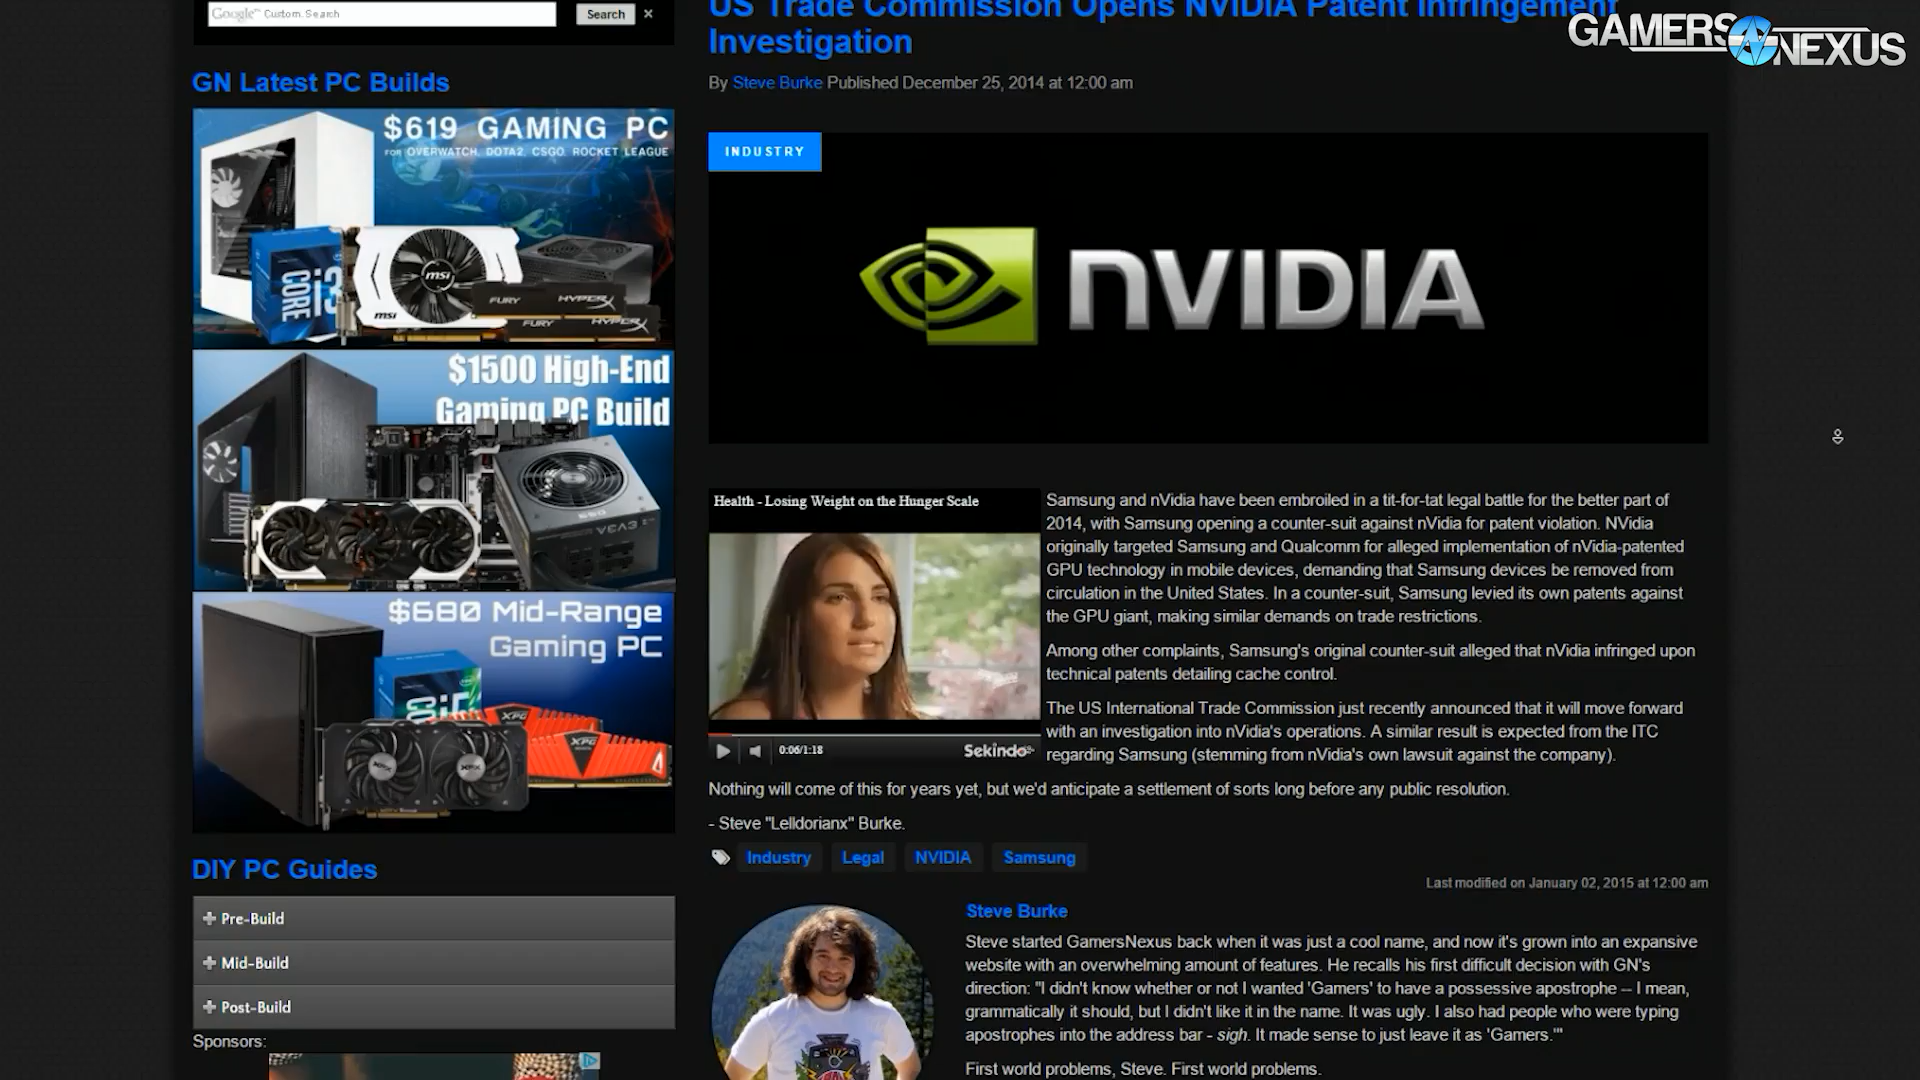 Google™ Custom Search
Search
×
GN Latest PC Builds
$619 GAMING PC
FOR OVERWATCH, DOTA2, CSGO, ROCKET LEAGUE
CORE i3
msi
msi
FURY HYPERX
FURY HYPERX
$1500 High-End
Gaming PC Build
$680 Mid-Range
Gaming PC
XPG
XPG
XFX
XFX
DIY PC Guides
Pre-Build
Mid-Build
Post-Build
Sponsors:
US Trade Commission Opens NVIDIA Patent Infringement
Investigation
GAMERS NEXUS
By Steve Burke Published December 25, 2014 at 12:00 am
INDUSTRY
NVIDIA
Health - Losing Weight on the Hunger Scale
0:06/1:18
Sekindo
Samsung and nVidia have been embroiled in a tit-for-tat legal battle for the better part of
2014, with Samsung opening a counter-suit against nVidia for patent violation. NVidia
originally targeted Samsung and Qualcomm for alleged implementation of nVidia-patented
GPU technology in mobile devices, demanding that Samsung devices be removed from
circulation in the United States. In a counter-suit, Samsung levied its own patents against
the GPU giant, making similar demands on trade restrictions.
Among other complaints, Samsung's original counter-suit alleged that nVidia infringed upon
technical patents detailing cache control.
The US International Trade Commission just recently announced that it will move forward
with an investigation into nVidia's operations. A similar result is expected from the ITC
regarding Samsung (stemming from nVidia's own lawsuit against the company).
Nothing will come of this for years yet, but we'd anticipate a settlement of sorts long before any public resolution.
- Steve "Lelldorianx" Burke.
Industry Legal NVIDIA Samsung
Last modified on January 02, 2015 at 12:00 am
Steve Burke
Steve started GamersNexus back when it was just a cool name, and now it's grown into an expansive
website with an overwhelming amount of features. He recalls his first difficult decision with GN's
direction: "I didn't know whether or not I wanted 'Gamers' to have a possessive apostrophe -- I mean,
grammatically it should, but I didn't like it in the name. It was ugly. I also had people who were typing
apostrophes into the address bar - sigh. It made sense to just leave it as 'Gamers.'"
First world problems, Steve. First world problems.